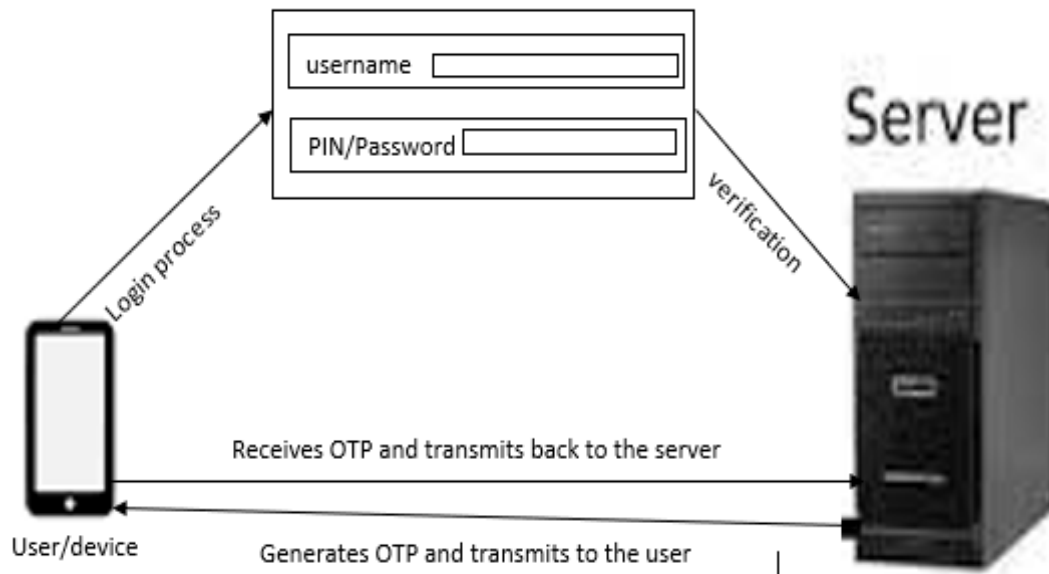 username
PIN/Password
Server
Login process
verification
Receives OTP and transmits back to the server
User/device
Generates OTP and transmits to the user